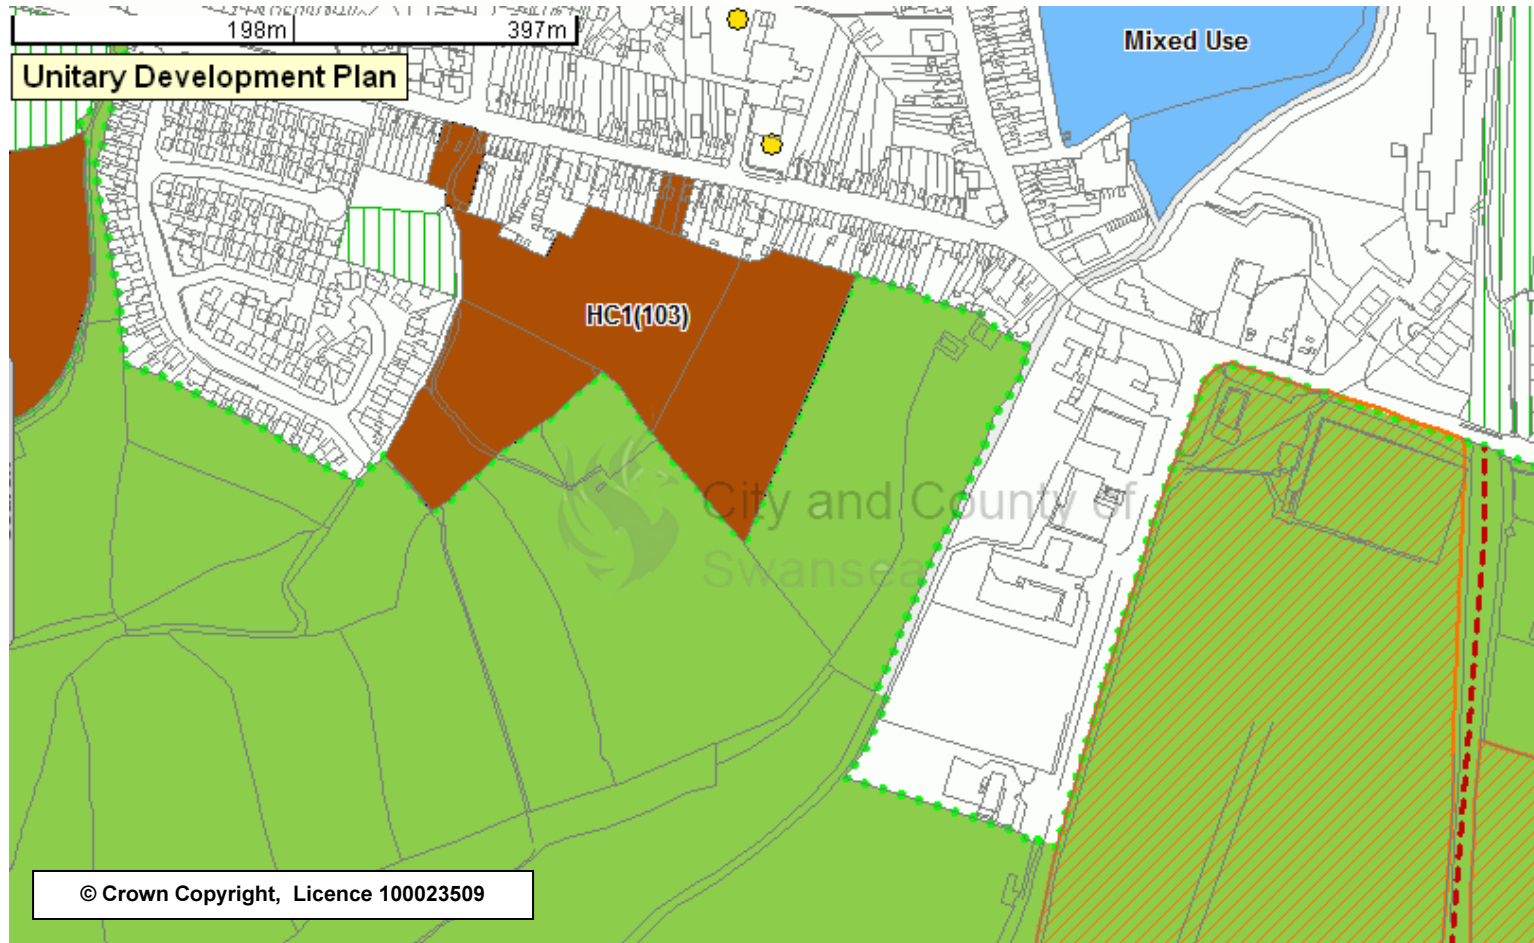 198m 397m
Unitary Development Plan
Mixed Use
HC1(103)
City and County of
Swansea
© Crown Copyright, Licence 100023509